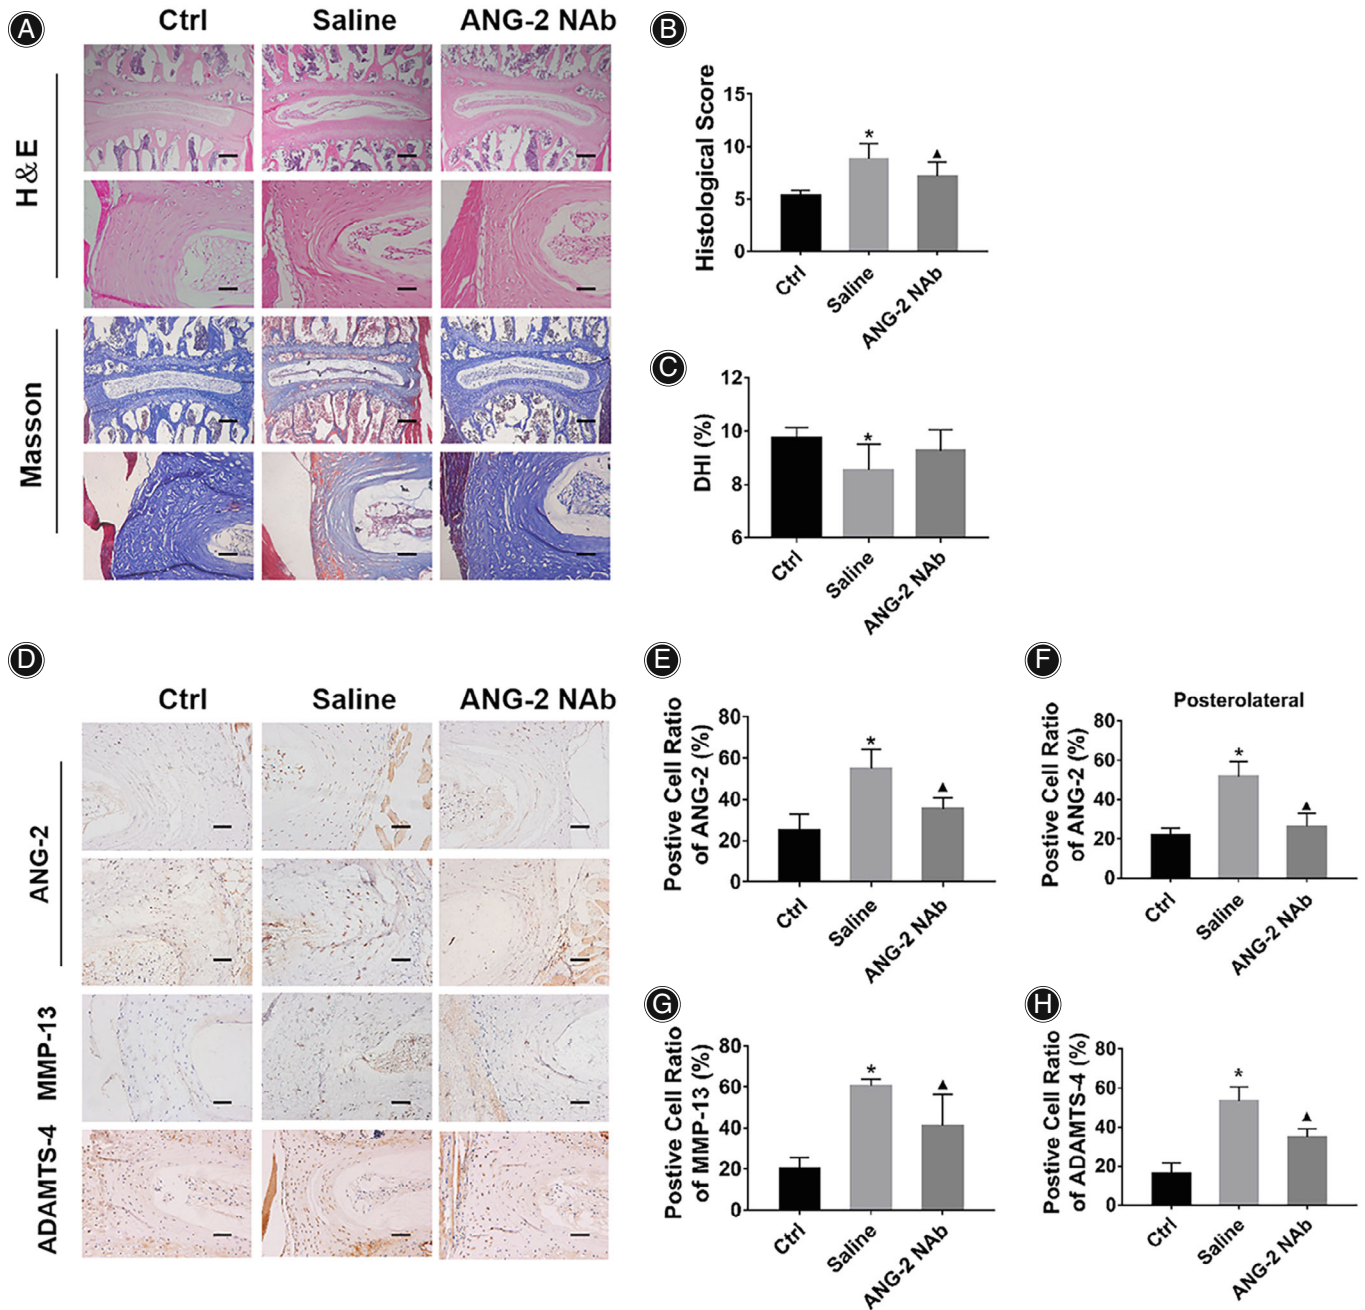 A
Ctrl Saline ANG-2 NAb
H&E
Masson
B
Histological Score
15
10
5
0
*
▲
Ctrl
Saline
ANG-2 NAb
C
DHI (%)
12
10
8
6
*
Ctrl
Saline
ANG-2 NAb
D
Ctrl Saline ANG-2 NAb
ANG-2
MMP-13
ADAMTS-4
E
Postive Cell Ratio
of ANG-2 (%)
80
60
40
20
0
*
▲
Ctrl
Saline
ANG-2 NAb
F
Posterolateral
Postive Cell Ratio
of ANG-2 (%)
80
60
40
20
0
*
▲
Ctrl
Saline
ANG-2 NAb
G
Postive Cell Ratio
of MMP-13 (%)
80
60
40
20
0
*
▲
Ctrl
Saline
ANG-2 NAb
H
Postive Cell Ratio
of ADAMTS-4 (%)
80
60
40
20
0
*
▲
Ctrl
Saline
ANG-2 NAb